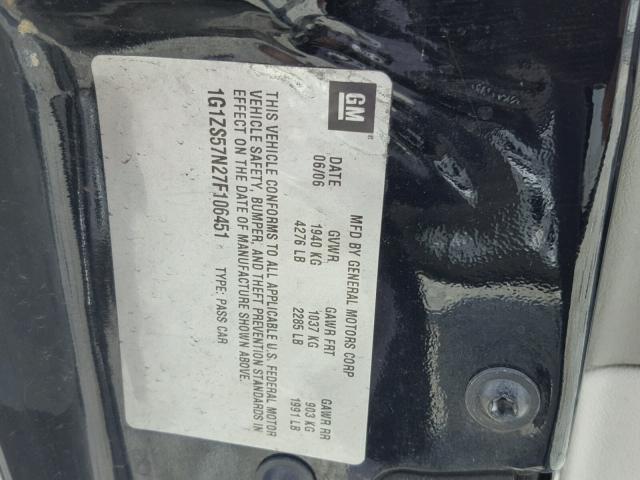 GM
MFD BY GENERAL MOTORS CORP
DATE GVWR GAWR FRT GAWR RR
06/06 1940 KG 1037 KG 903 KG
4276 LB 2285 LB 1991 LB
THIS VEHICLE CONFORMS TO ALL APPLICABLE U.S. FEDERAL MOTOR
VEHICLE SAFETY, BUMPER, AND THEFT PREVENTION STANDARDS IN
EFFECT ON THE DATE OF MANUFACTURE SHOWN ABOVE.
1G1ZS57N27F106451 TYPE: PASS CAR